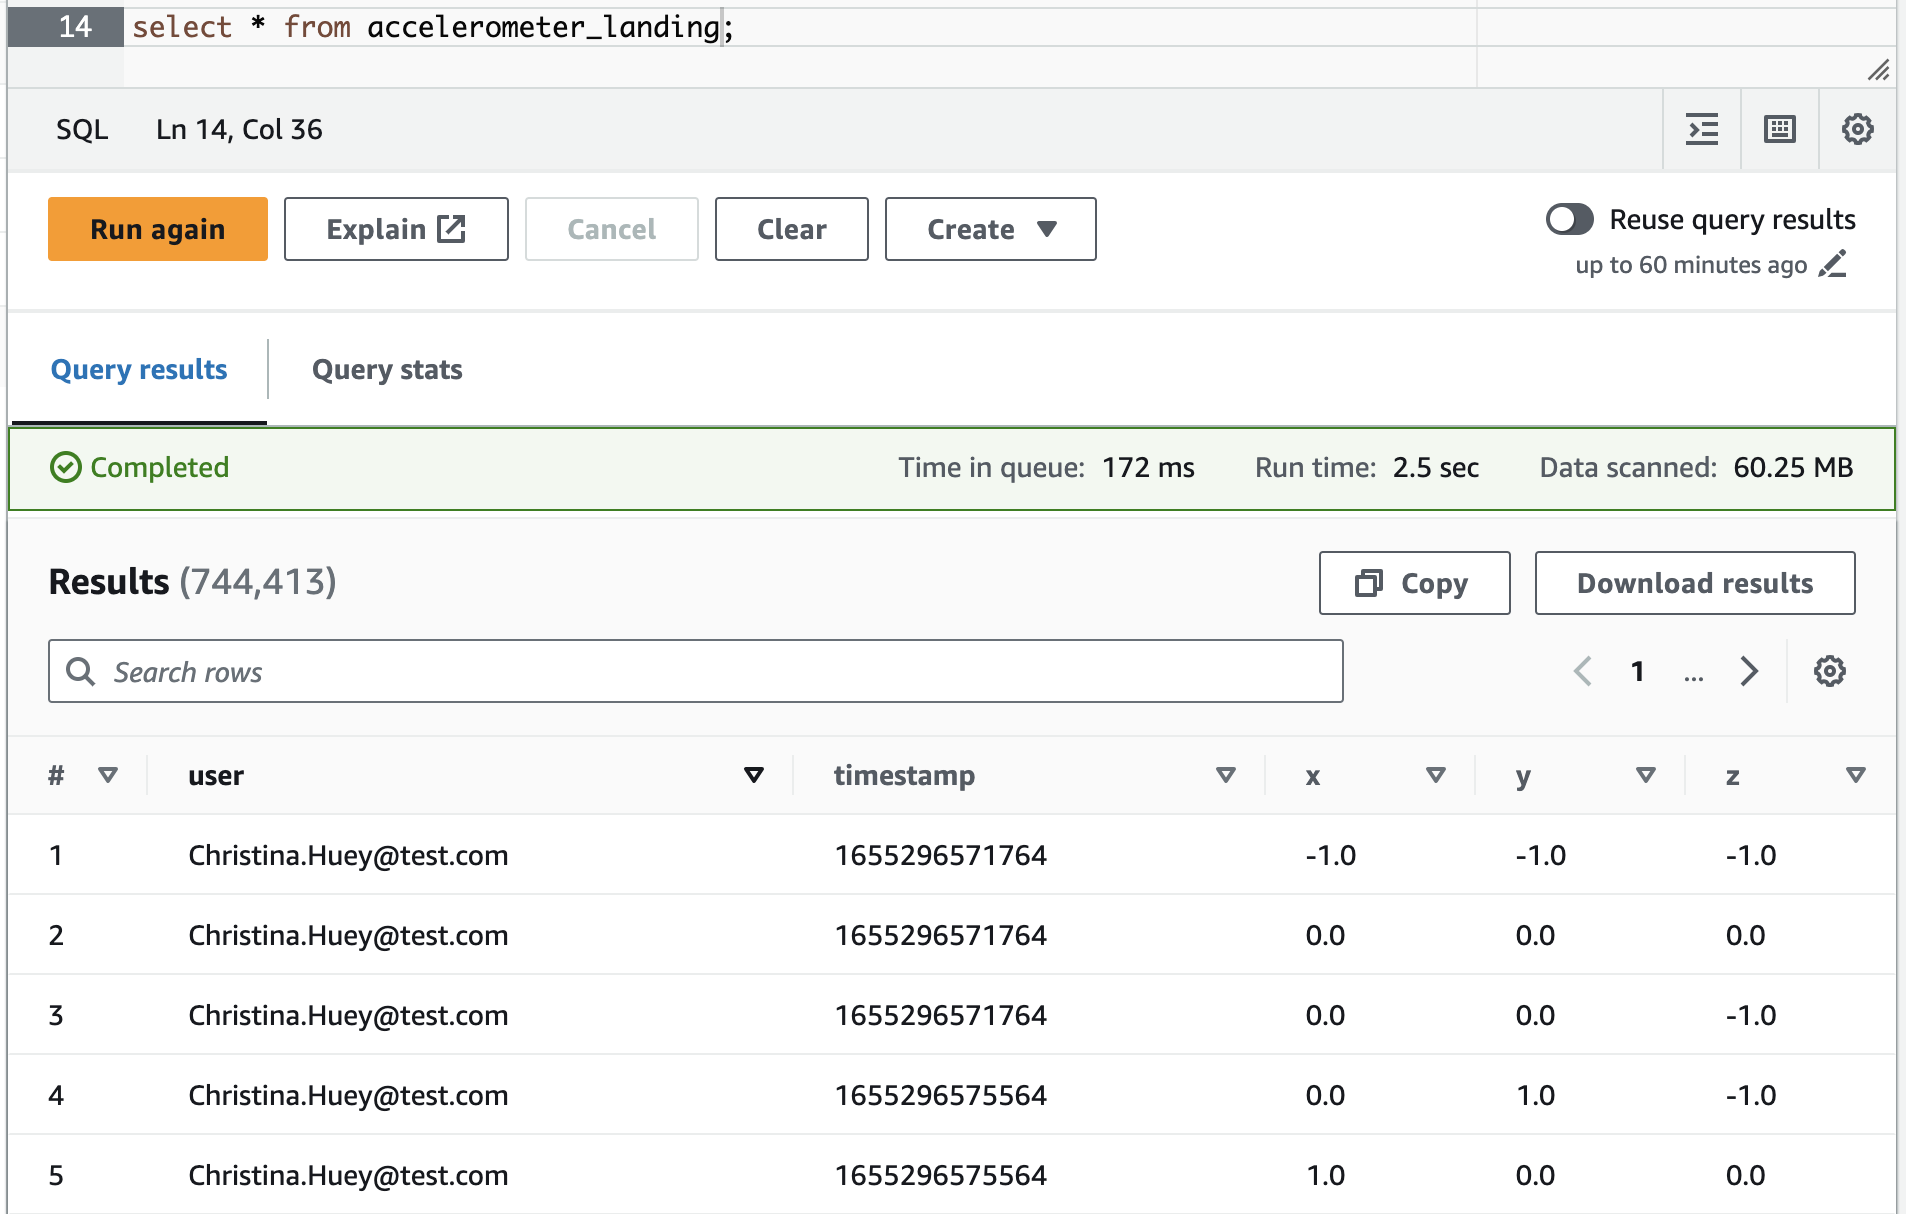 14 select * from accelerometer_landing;
SQL Ln 14, Col 36
Run again Explain Cancel Clear Create Reuse query results
up to 60 minutes ago
Query results Query stats
Completed Time in queue: 172 ms Run time: 2.5 sec Data scanned: 60.25 MB
Results (744,413) Copy Download results
Search rows 1 ...
# user timestamp x y z
1 Christina.Huey@test.com 1655296571764 -1.0 -1.0 -1.0
2 Christina.Huey@test.com 1655296571764 0.0 0.0 0.0
3 Christina.Huey@test.com 1655296571764 0.0 0.0 -1.0
4 Christina.Huey@test.com 1655296575564 0.0 1.0 -1.0
5 Christina.Huey@test.com 1655296575564 1.0 0.0 0.0